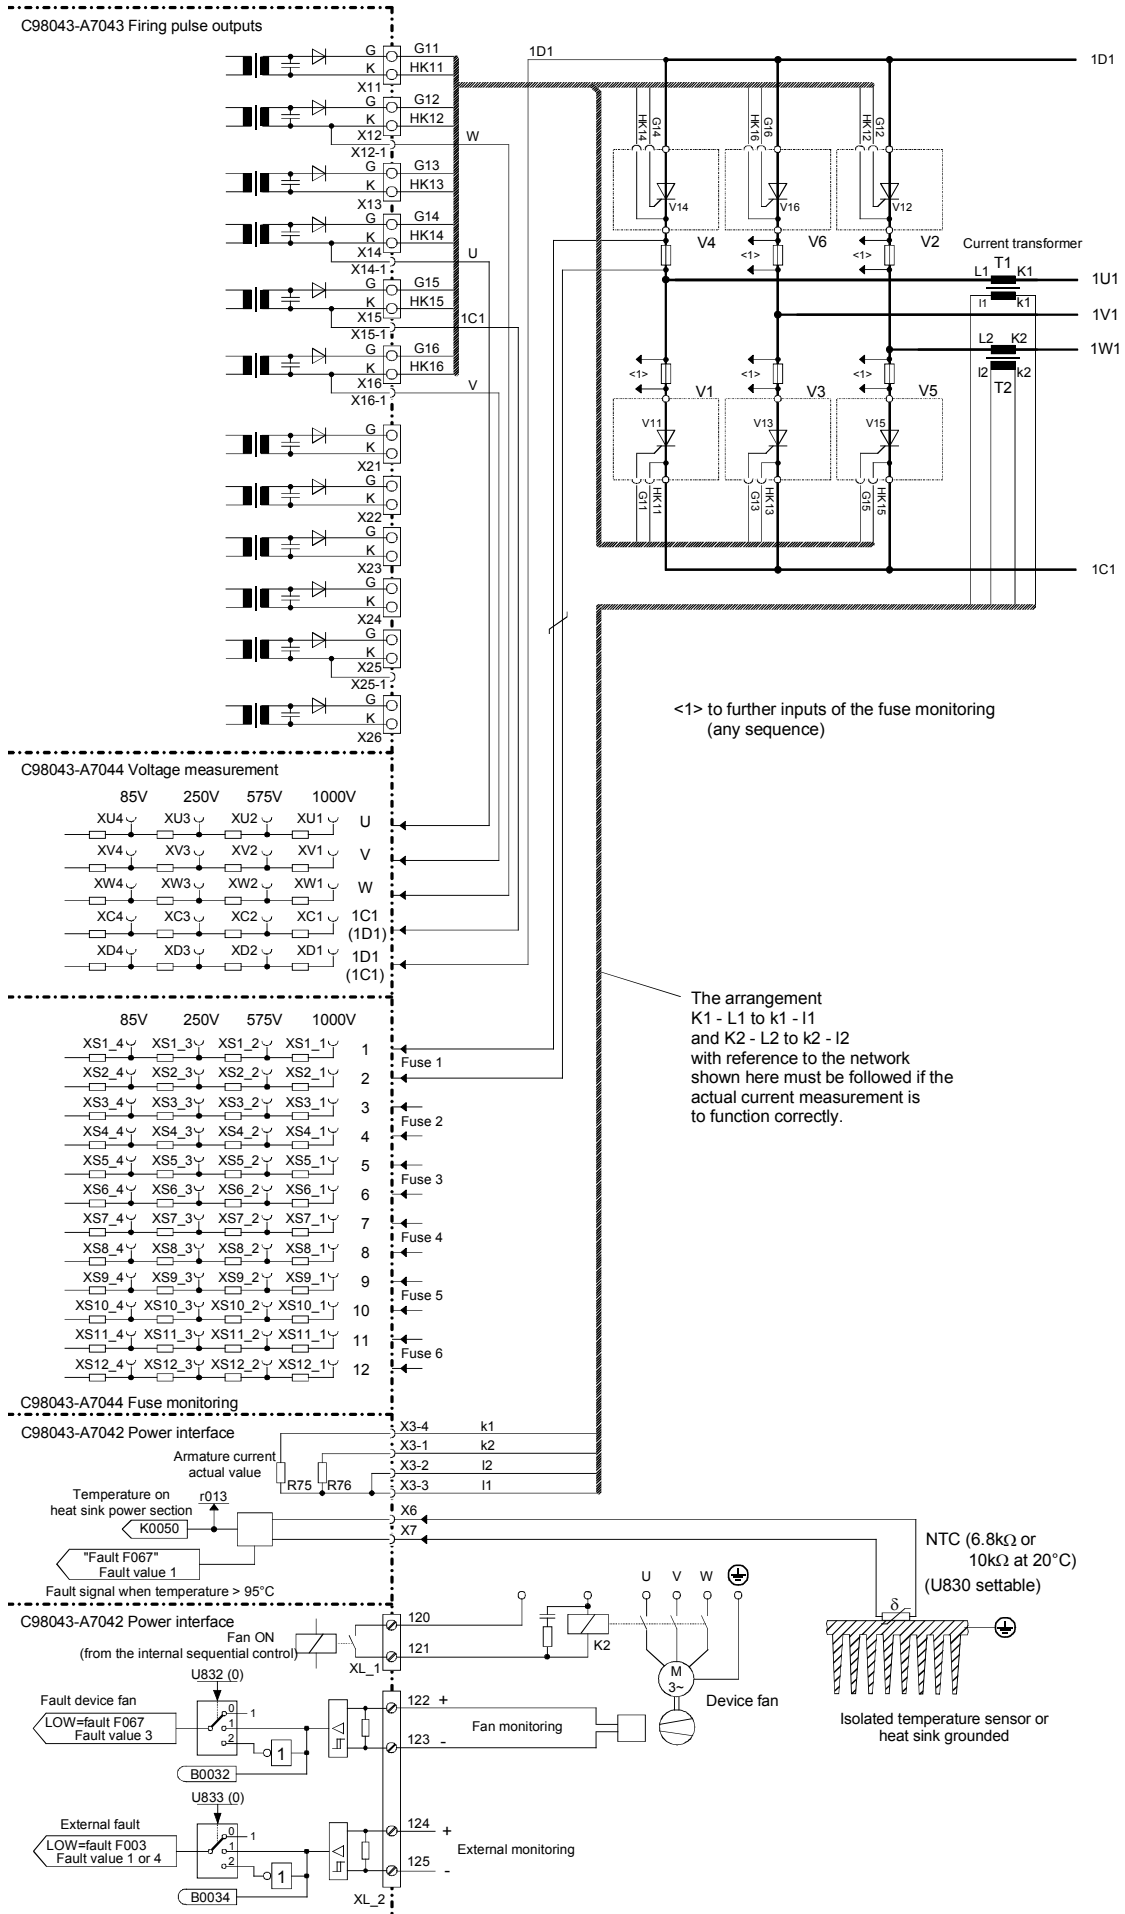 C98043-A7043 Firing pulse outputs
G G11
K HK11
X11
G G12
K HK12
X12
X12-1
W
G G13
K HK13
X13
G G14
K HK14
X14
X14-1
U
G G15
K HK15
X15
X15-1
1C1
G G16
K HK16
X16
X16-1
V
G
K
X21
G
K
X22
G
K
X23
G
K
X24
G
K
X25
X25-1
G
K
X26
1D1
1D1
HK14 G14 HK16 G16 HK12 G12
V14 V16 V12
V4 V6 V2
<1> <1>
Current transformer
T1
L1 K1
l1 k1
1U1
1V1
L2 K2
l2 k2
T2
1W1
<1> <1> <1>
V1 V3 V5
V11 V13 V15
G11 HK11 G13 HK13 G15 HK15
1C1
<1> to further inputs of the fuse monitoring
(any sequence)
C98043-A7044 Voltage measurement
85V 250V 575V 1000V
XU4 XU3 XU2 XU1 U
XV4 XV3 XV2 XV1 V
XW4 XW3 XW2 XW1 W
XC4 XC3 XC2 XC1 1C1
(1D1)
XD4 XD3 XD2 XD1 1D1
(1C1)
The arrangement
K1 - L1 to k1 - l1
and K2 - L2 to k2 - l2
with reference to the network
shown here must be followed if the
actual current measurement is
to function correctly.
85V 250V 575V 1000V
XS1_4 XS1_3 XS1_2 XS1_1 1
Fuse 1
XS2_4 XS2_3 XS2_2 XS2_1 2
XS3_4 XS3_3 XS3_2 XS3_1 3
Fuse 2
XS4_4 XS4_3 XS4_2 XS4_1 4
XS5_4 XS5_3 XS5_2 XS5_1 5
Fuse 3
XS6_4 XS6_3 XS6_2 XS6_1 6
XS7_4 XS7_3 XS7_2 XS7_1 7
Fuse 4
XS8_4 XS8_3 XS8_2 XS8_1 8
XS9_4 XS9_3 XS9_2 XS9_1 9
Fuse 5
XS10_4 XS10_3 XS10_2 XS10_1 10
XS11_4 XS11_3 XS11_2 XS11_1 11
Fuse 6
XS12_4 XS12_3 XS12_2 XS12_1 12
C98043-A7044 Fuse monitoring
C98043-A7042 Power interface
Armature current
actual value
R75 R76
X3-4 k1
X3-1 k2
X3-2 l2
X3-3 l1
Temperature on
heat sink power section
r013
K0050
X6
X7
"Fault F067"
Fault value 1
Fault signal when temperature > 95°C
NTC (6.8kΩ or
10kΩ at 20°C)
(U830 settable)
δ
Isolated temperature sensor or
heat sink grounded
C98043-A7042 Power interface
Fan ON
(from the internal sequential control)
XL_1
120
121
K2
U V W
M
3~
Device fan
U832 (0)
Fault device fan
LOW=fault F067
Fault value 3
0 1
1
2
1
B0032
122 +
Fan monitoring
123 -
U833 (0)
External fault
LOW=fault F003
Fault value 1 or 4
0 1
1
2
1
B0034
124 +
External monitoring
125 -
XL_2